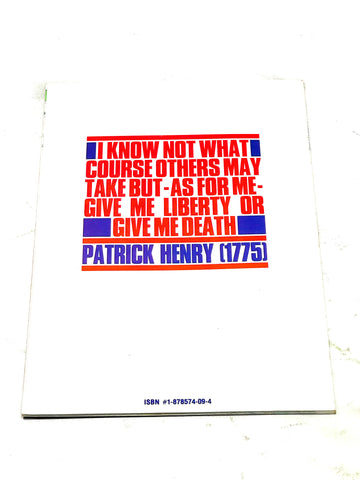 I KNOW NOT WHAT
COURSE OTHERS MAY
TAKE BUT-AS FOR ME-
GIVE ME LIBERTY OR
GIVE ME DEATH
PATRICK HENRY (1775)
ISBN #1-878574-09-4